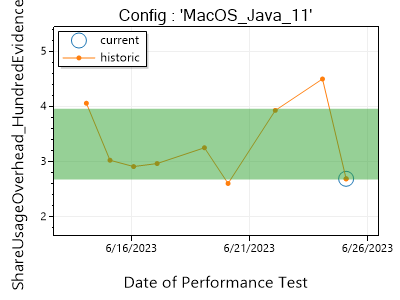 Config : 'MacOS_Java_11'
current
historic
ShareUsageOverhead_HundredEvidence
5
4
3
2
6/16/2023
6/21/2023
6/26/2023
Date of Performance Test